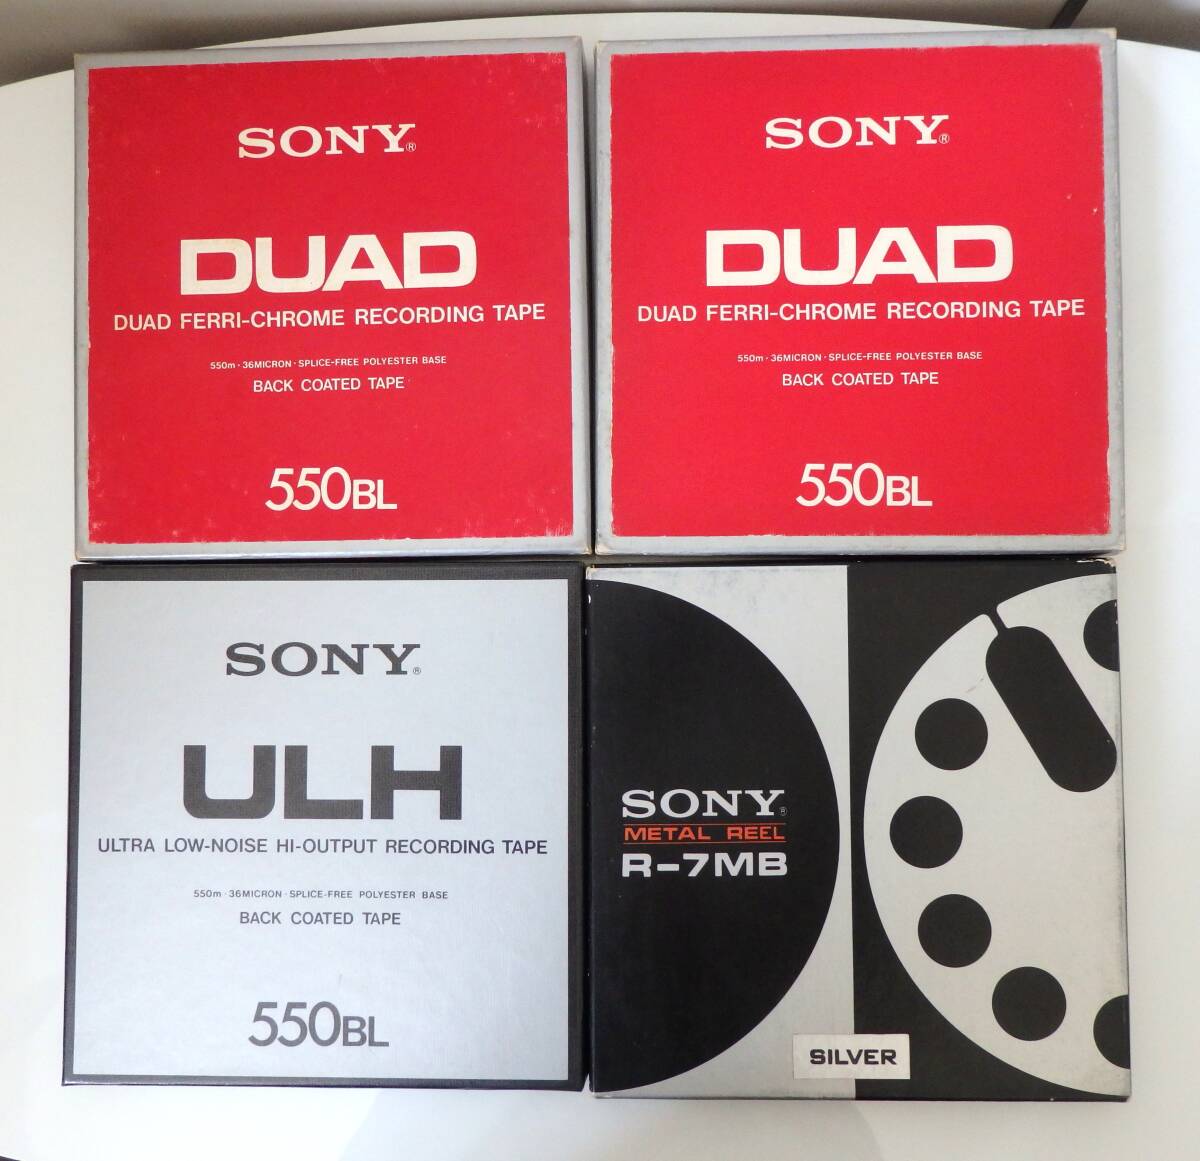 SONY®
DUAD
DUAD FERRI-CHROME RECORDING TAPE
550m · 36MICRON · SPLICE-FREE POLYESTER BASE
BACK COATED TAPE
550BL
SONY®
DUAD
DUAD FERRI-CHROME RECORDING TAPE
550m · 36MICRON · SPLICE-FREE POLYESTER BASE
BACK COATED TAPE
550BL
SONY®
ULH
ULTRA LOW-NOISE HI-OUTPUT RECORDING TAPE
550m · 36MICRON · SPLICE-FREE POLYESTER BASE
BACK COATED TAPE
550BL
SONY®
METAL REEL
R-7MB
SILVER